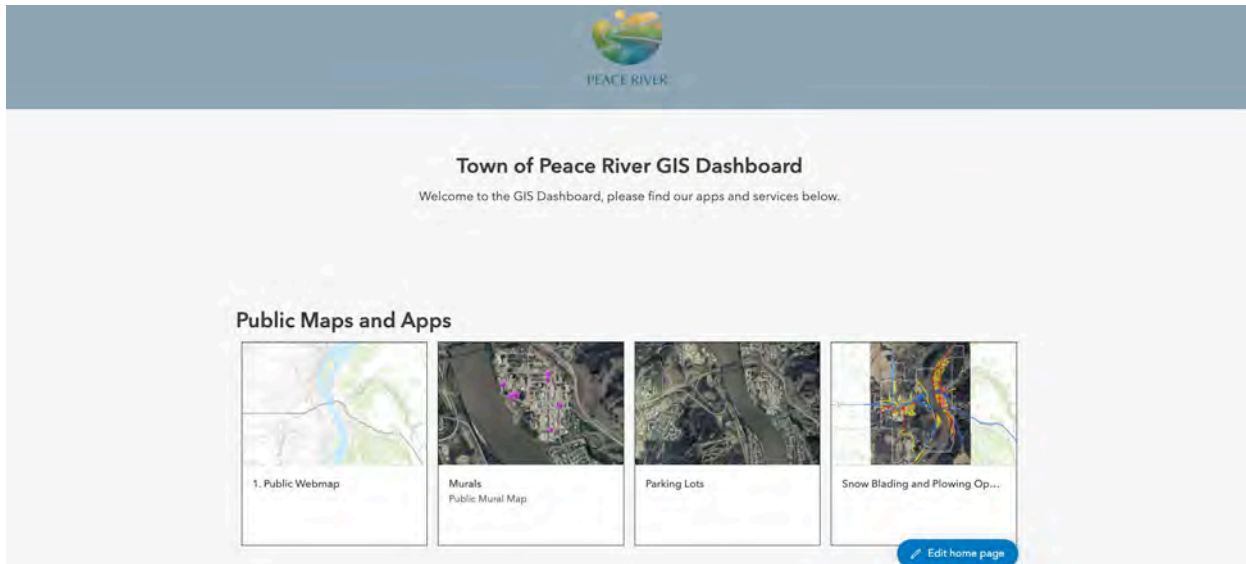 PEACE RIVER
Town of Peace River GIS Dashboard
Welcome to the GIS Dashboard, please find our apps and services below.
Public Maps and Apps
1. Public Webmap
Murals
Public Mural Map
Parking Lots
Snow Blading and Plowing Op...
Edit home page